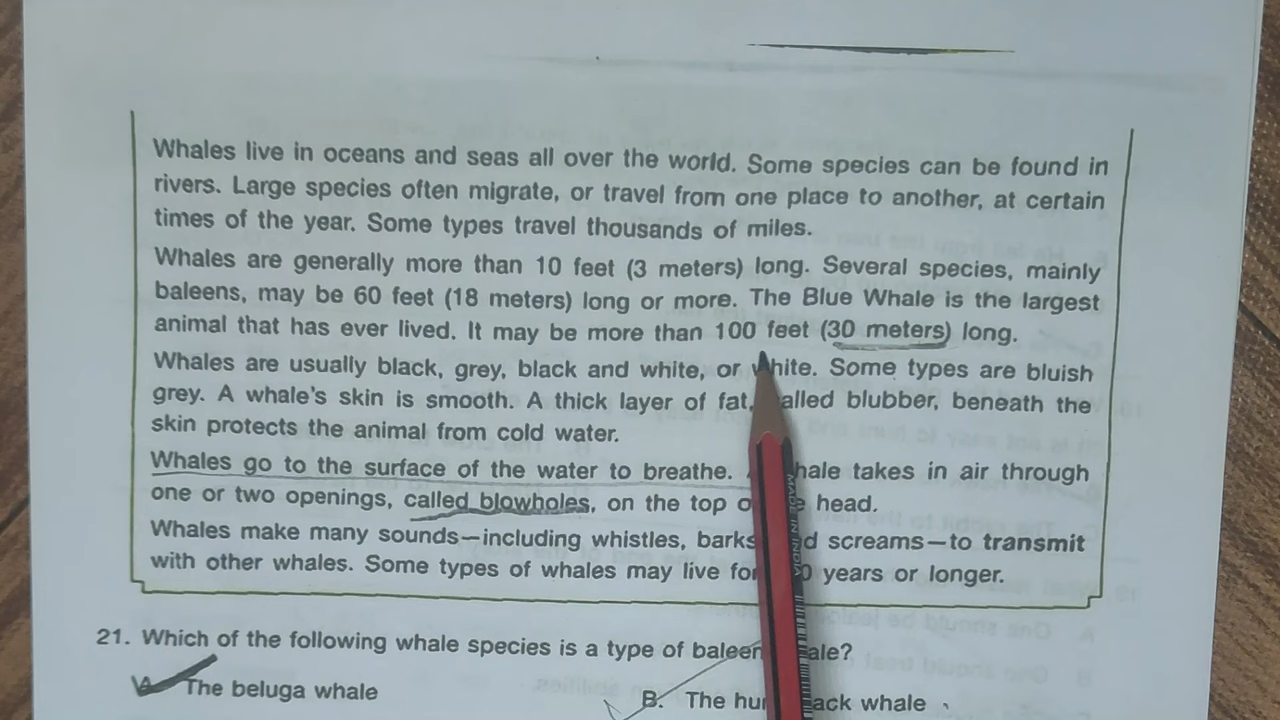 Whales live in oceans and seas all over the world. Some species can be found in
rivers. Large species often migrate, or travel from one place to another, at certain
times of the year. Some types travel thousands of miles.
Whales are generally more than 10 feet (3 meters) long. Several species, mainly
baleens, may be 60 feet (18 meters) long or more. The Blue Whale is the largest
animal that has ever lived. It may be more than 100 feet (30 meters) long.
Whales are usually black, grey, black and white, or white. Some types are bluish
grey. A whale's skin is smooth. A thick layer of fat, called blubber, beneath the
skin protects the animal from cold water.
Whales go to the surface of the water to breathe. whale takes in air through
one or two openings, called blowholes, on the top head.
Whales make many sounds—including whistles, barks screams—to transmit
with other whales. Some types of whales may live for years or longer.
21. Which of the following whale species is a type of baleen whale?
A. The beluga whale
B. The humpback whale
MADE IN INDIA